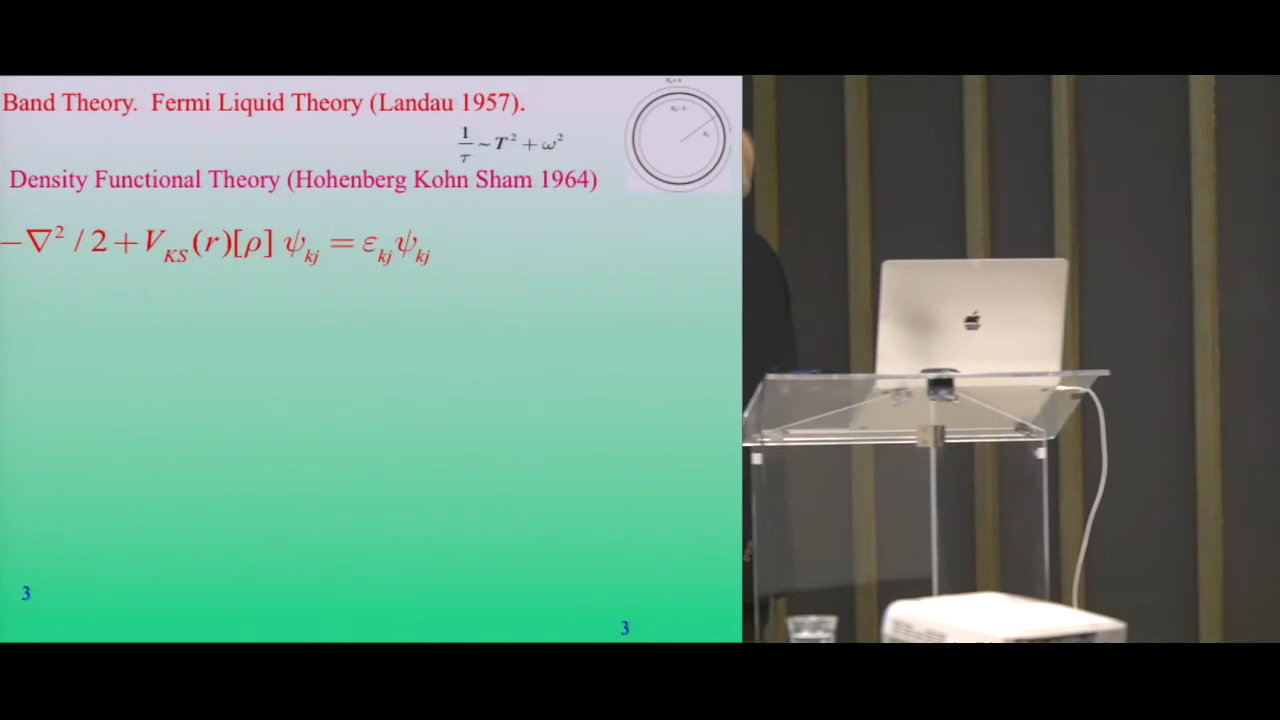 Band Theory. Fermi Liquid Theory (Landau 1957).
1/τ ~ T² + ω²
Density Functional Theory (Hohenberg Kohn Sham 1964)
−∇² / 2 + V_KS (r)[ρ] ψ_kj = ε_kj ψ_kj
3
3